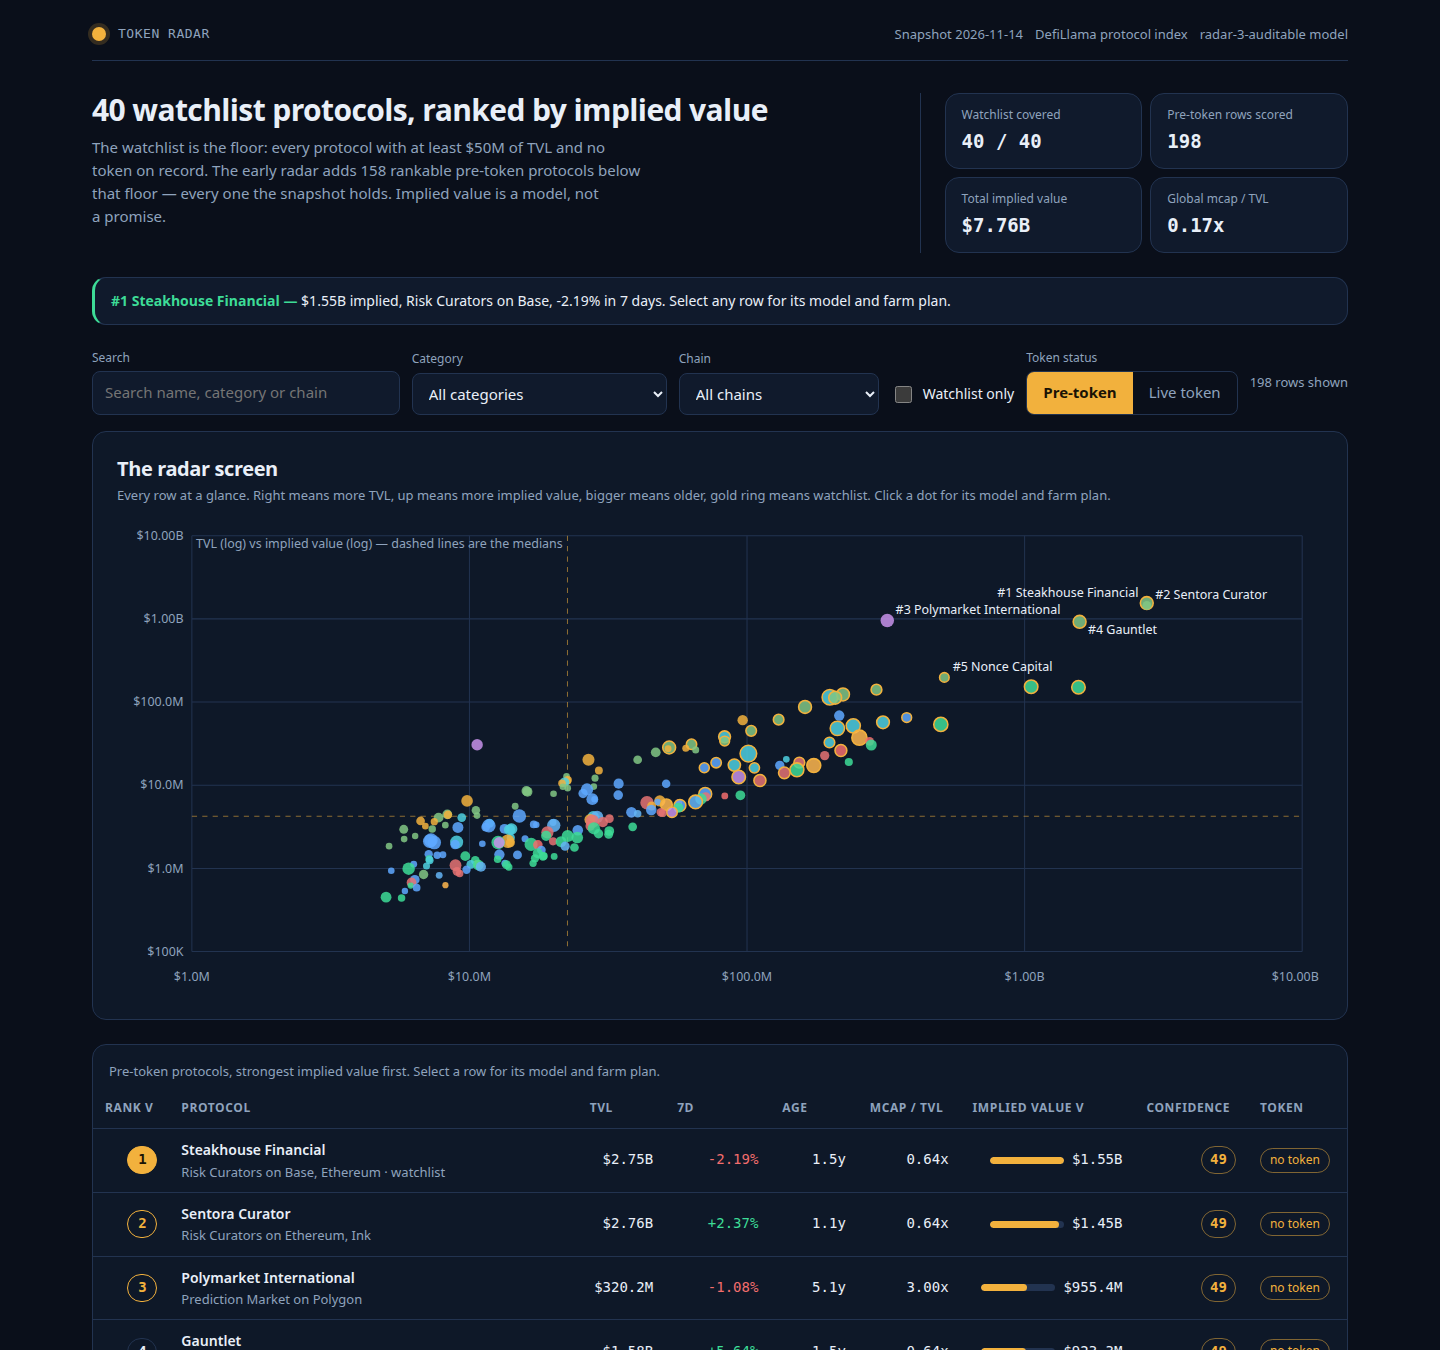 TOKEN RADAR
Snapshot 2026-11-14 DefiLlama protocol index radar-3-auditable model
40 watchlist protocols, ranked by implied value
The watchlist is the floor: every protocol with at least $50M of TVL and no
token on record. The early radar adds 158 rankable pre-token protocols below
that floor — every one the snapshot holds. Implied value is a model, not
a promise.
Watchlist covered
40 / 40
Pre-token rows scored
198
Total implied value
$7.76B
Global mcap / TVL
0.17x
#1 Steakhouse Financial — $1.55B implied, Risk Curators on Base, -2.19% in 7 days. Select any row for its model and farm plan.
Search
Search name, category or chain
Category
All categories
Chain
All chains
Watchlist only
Token status
Pre-token
Live token
198 rows shown
The radar screen
Every row at a glance. Right means more TVL, up means more implied value, bigger means older, gold ring means watchlist. Click a dot for its model and farm plan.
$10.00B
TVL (log) vs implied value (log) — dashed lines are the medians
#1 Steakhouse Financial
#2 Sentora Curator
#3 Polymarket International
$1.00B
#4 Gauntlet
#5 Nonce Capital
$100.0M
$10.0M
$1.0M
$100K
$1.0M
$10.0M
$100.0M
$1.00B
$10.00B
Pre-token protocols, strongest implied value first. Select a row for its model and farm plan.
RANK V PROTOCOL TVL 7D AGE MCAP / TVL IMPLIED VALUE V CONFIDENCE TOKEN
1 Steakhouse Financial $2.75B -2.19% 1.5y 0.64x $1.55B 49 no token
Risk Curators on Base, Ethereum · watchlist
2 Sentora Curator $2.76B +2.37% 1.1y 0.64x $1.45B 49 no token
Risk Curators on Ethereum, Ink
3 Polymarket International $320.2M -1.08% 5.1y 3.00x $955.4M 49 no token
Prediction Market on Polygon
Gauntlet